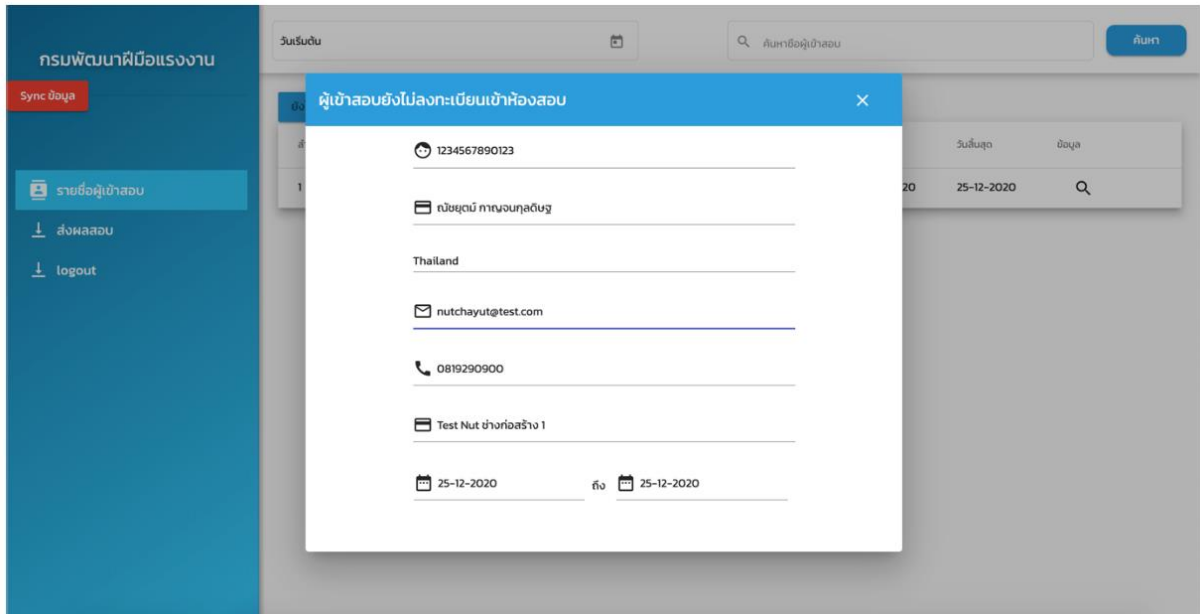 กรมพัฒนาฝีมือแรงงาน
Sync ข้อมูล
รายชื่อผู้เข้าสอบ
ส่งผลสอบ
logout
วันเริ่มต้น
ค้นหาชื่อผู้เข้าสอบ
ค้นหา
วันสิ้นสุด ข้อมูล
1 20 25-12-2020
ผู้เข้าสอบยังไม่ลงทะเบียนเข้าห้องสอบ
1234567890123
ณัชยุตม์ กาญจนกุลดิษฐ
Thailand
nutchayut@test.com
0819290900
Test Nut ช่างก่อสร้าง 1
25-12-2020 ถึง 25-12-2020